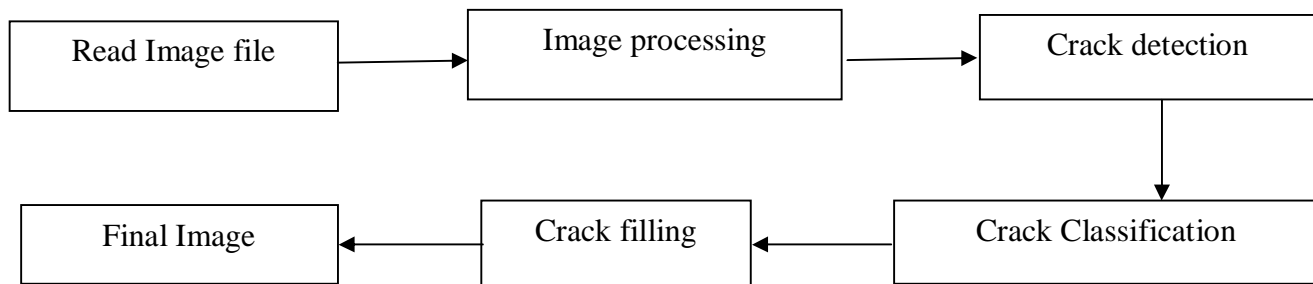 Read Image file
Image processing
Crack detection
Crack Classification
Crack filling
Final Image